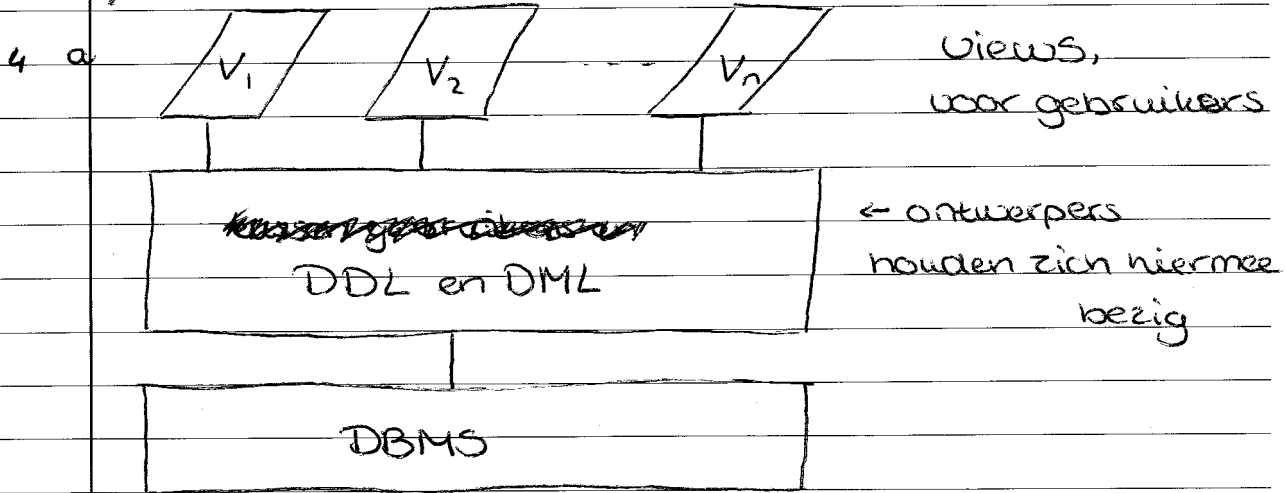 4 a
V1 V2 ---- Vn
views,
voor gebruikers
← ontwerpers
houden zich hiermee
bezig
DDL en DML
DBMS